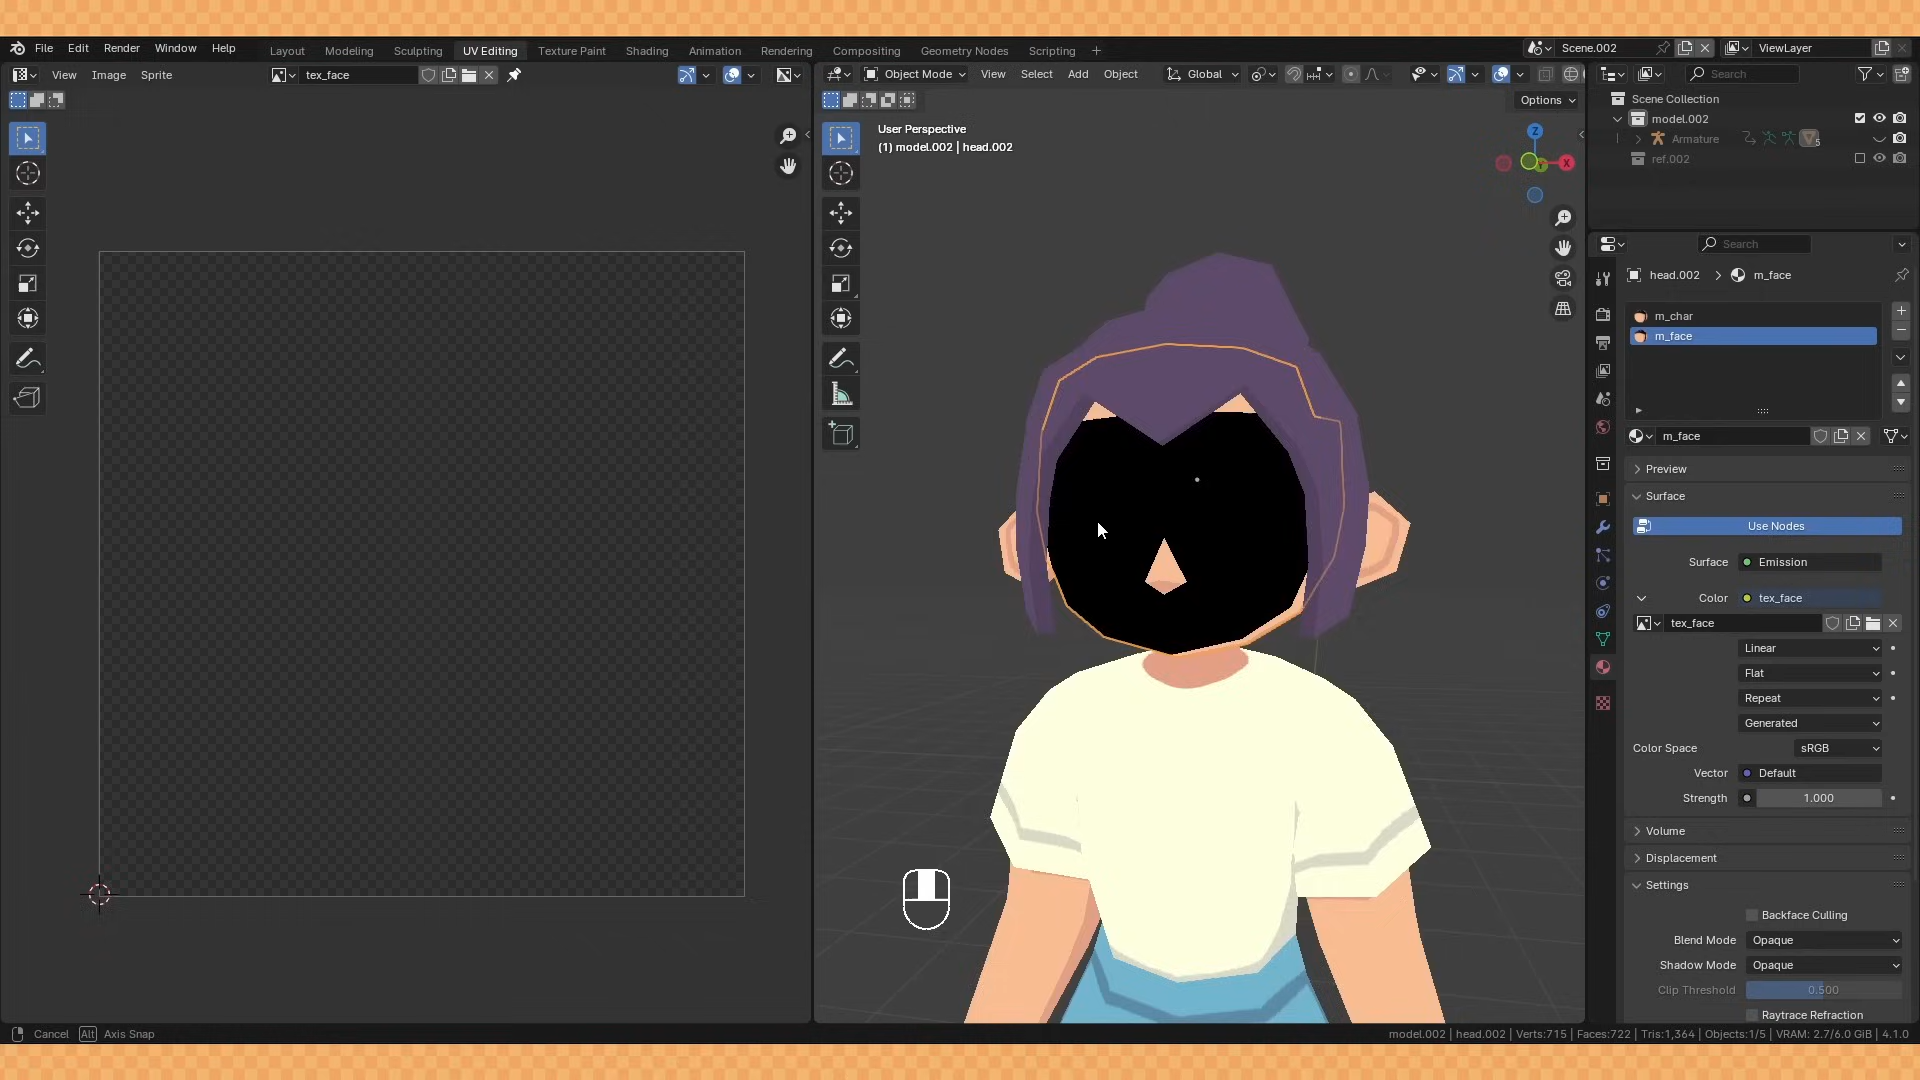 File Edit Render Window Help Layout Modeling Sculpting UV Editing Texture Paint Shading Animation Rendering Compositing Geometry Nodes Scripting + Scene.002 ViewLayer
View Image Sprite tex_face Object Mode View Select Add Object Global Search
Options
User Perspective
(1) model.002 | head.002
Z
X
Scene Collection
model.002
Armature 5
ref.002
Search
head.002 > m_face
m_char
m_face
m_face
Preview
Surface
Use Nodes
Surface Emission
Color tex_face
tex_face
Linear
Flat
Repeat
Generated
Color Space sRGB
Vector Default
Strength 1.000
Volume
Displacement
Settings
Backface Culling
Blend Mode Opaque
Shadow Mode Opaque
Clip Threshold 0.500
Raytrace Refraction
Cancel Alt Axis Snap model.002 | head.002 | Verts:715 | Faces:722 | Tris:1,364 | Objects:1/5 | VRAM: 2.7/6.0 GiB | 4.1.0